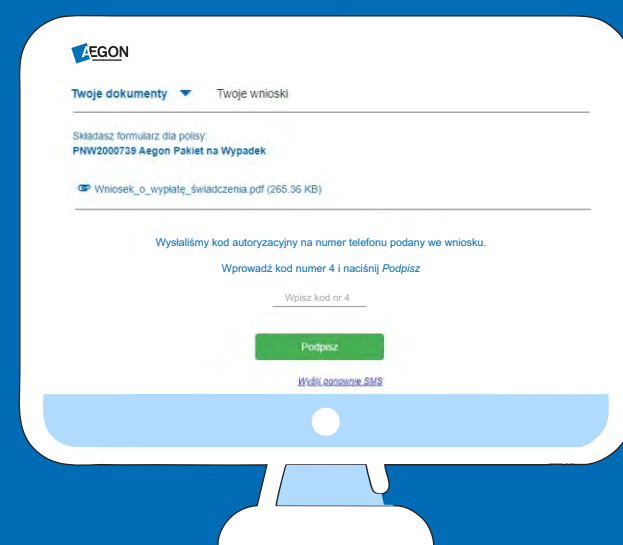 AEGON
Twoje dokumenty Twoje wnioski
Składasz formularz dla polisy:
PNW2000739 Aegon Pakiet na Wypadek
Wniosek_o_wypłatę_świadczenia.pdf (265.36 KB)
Wysłaliśmy kod autoryzacyjny na numer telefonu podany we wniosku.
Wprowadź kod numer 4 i naciśnij Podpisz
Wpisz kod nr 4
Podpisz
Wyślij ponownie SMS